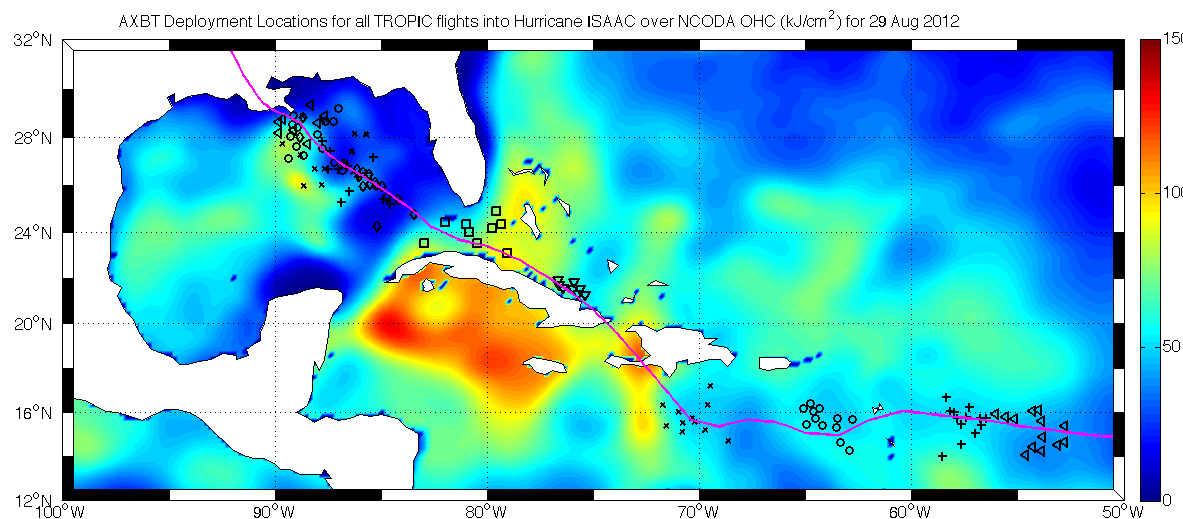 AXBT Deployment Locations for all TROPIC flights into Hurricane ISAAC over NCODA OHC (kJ/cm²) for 29 Aug 2012
32°N
28°N
24°N
20°N
16°N
12°N
100°W 90°W 80°W 70°W 60°W 50°W
150
100
50
0